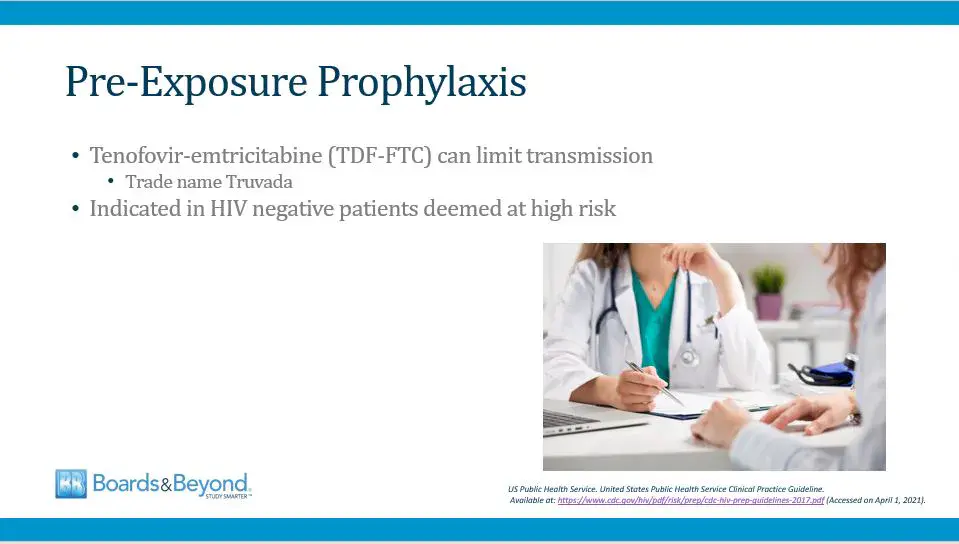 Pre-Exposure Prophylaxis
• Tenofovir-emtricitabine (TDF-FTC) can limit transmission
• Trade name Truvada
• Indicated in HIV negative patients deemed at high risk
BB Boards&Beyond.
STUDY SMARTER ™
US Public Health Service. United States Public Health Service Clinical Practice Guideline.
Available at: https://www.cdc.gov/hiv/pdf/risk/prep/cdc-hiv-prep-guidelines-2017.pdf (Accessed on April 1, 2021).